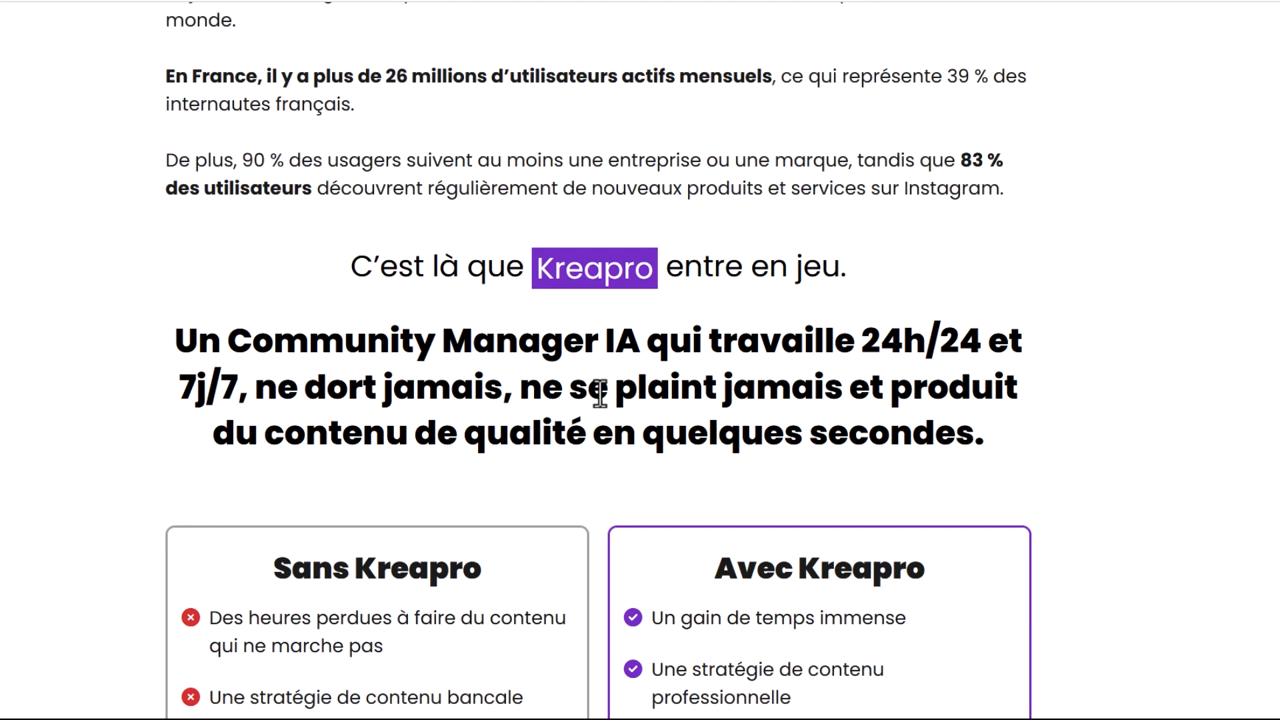 monde.
En France, il y a plus de 26 millions d’utilisateurs actifs mensuels, ce qui représente 39 % des
internautes français.
De plus, 90 % des usagers suivent au moins une entreprise ou une marque, tandis que 83 %
des utilisateurs découvrent régulièrement de nouveaux produits et services sur Instagram.
C’est là que Kreapro entre en jeu.
Un Community Manager IA qui travaille 24h/24 et
7j/7, ne dort jamais, ne se plaint jamais et produit
du contenu de qualité en quelques secondes.
Sans Kreapro
Des heures perdues à faire du contenu
qui ne marche pas
Une stratégie de contenu bancale
Avec Kreapro
Un gain de temps immense
Une stratégie de contenu
professionnelle